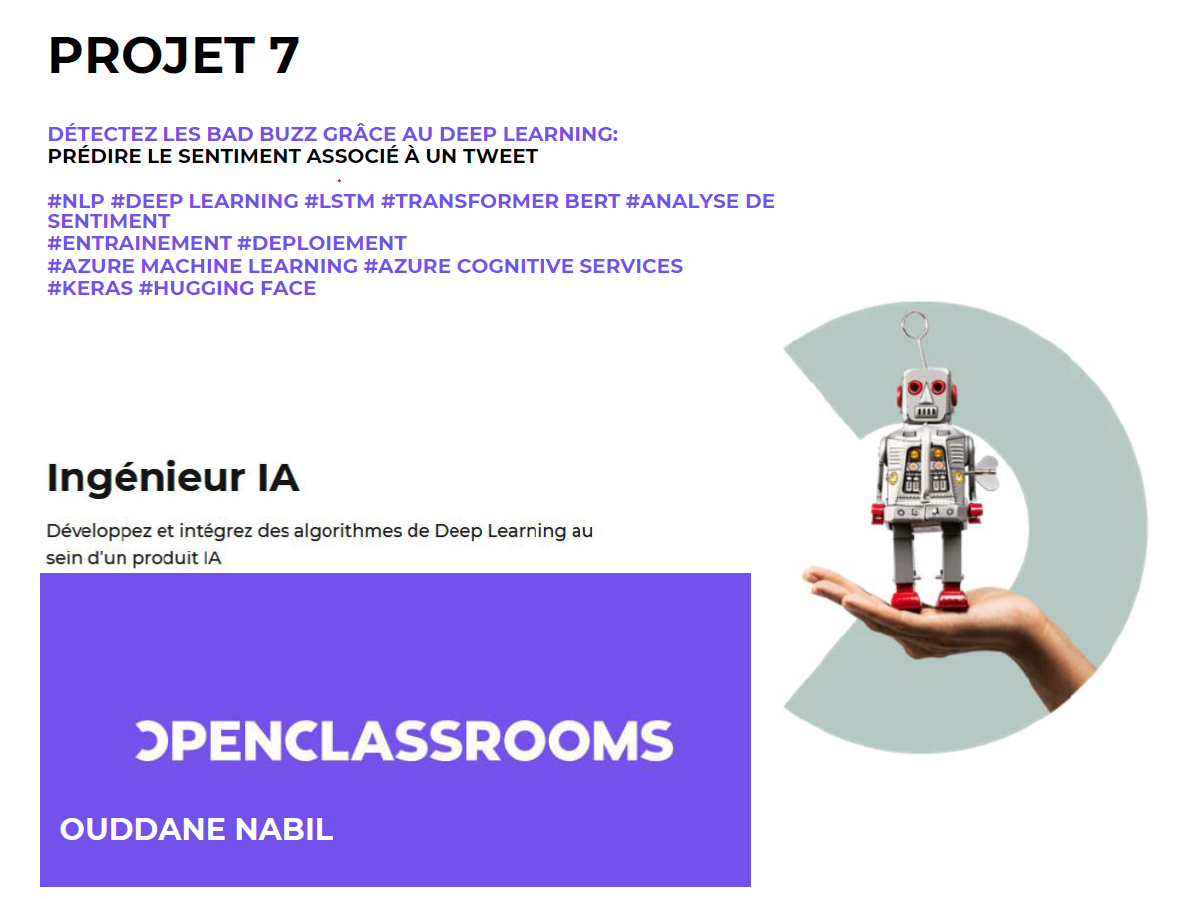 PROJET 7
DÉTECTEZ LES BAD BUZZ GRÂCE AU DEEP LEARNING:
PRÉDIRE LE SENTIMENT ASSOCIÉ À UN TWEET
#NLP #DEEP LEARNING #LSTM #TRANSFORMER BERT #ANALYSE DE
SENTIMENT
#ENTRAINEMENT #DEPLOIEMENT
#AZURE MACHINE LEARNING #AZURE COGNITIVE SERVICES
#KERAS #HUGGING FACE
Ingénieur IA
Développez et intégrez des algorithmes de Deep Learning au
sein d'un produit IA
OPENCLASSROOMS
OUDDANE NABIL